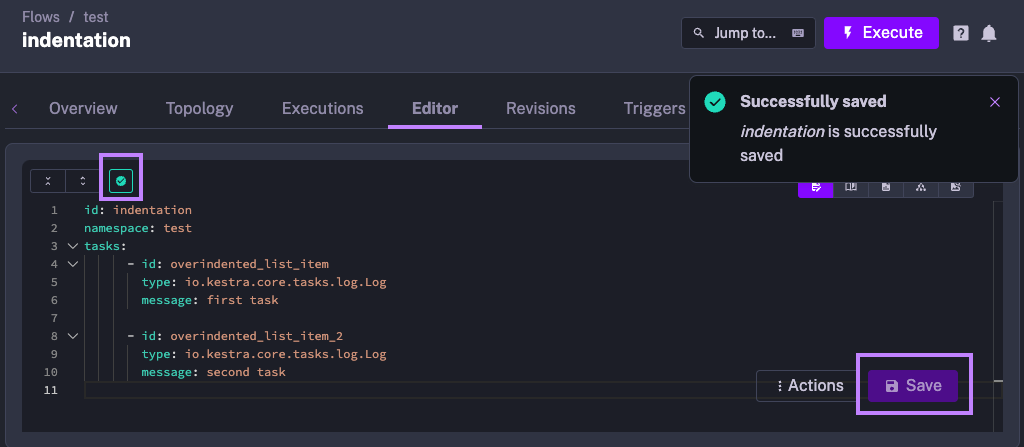 Flows / test
indentation
Jump to...
Execute
?
Overview Topology Executions Editor Revisions Triggers
Successfully saved
indentation is successfully
saved
1 id: indentation
2 namespace: test
3 tasks:
4 - id: overindented_list_item
5 type: io.kestra.core.tasks.log.Log
6 message: first task
7
8 - id: overindented_list_item_2
9 type: io.kestra.core.tasks.log.Log
10 message: second task
11
Actions Save